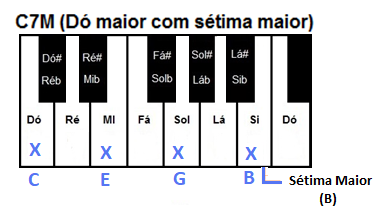 C7M (Dó maior com sétima maior)
Dó# Ré# Fá# Sol# Lá#
Réb Mib Solb Láb Sib
Dó Ré MI Fá Sol Lá Si Dó
X X X X
C E G B Sétima Maior
(B)